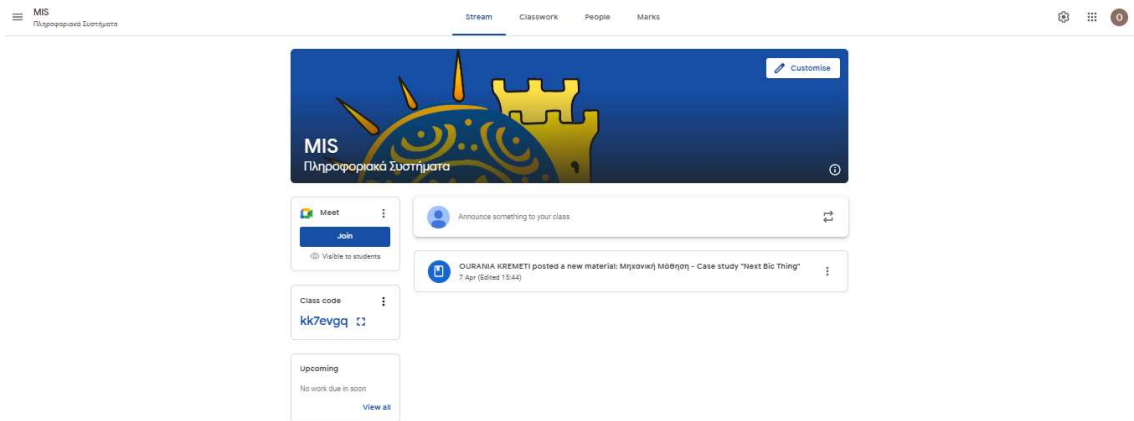 MIS
Πληροφοριακά Συστήματα
Stream Classwork People Marks
O
Customise
MIS
Πληροφοριακά Συστήματα
Meet
Join
Visible to students
Announce something to your class
OURANIA KREMETI posted a new material: Μηχανική Μάθηση - Case study "Next Bic Thing"
7 Apr (Edited 15:44)
Class code
kk7evgq
Upcoming
No work due in soon
View all